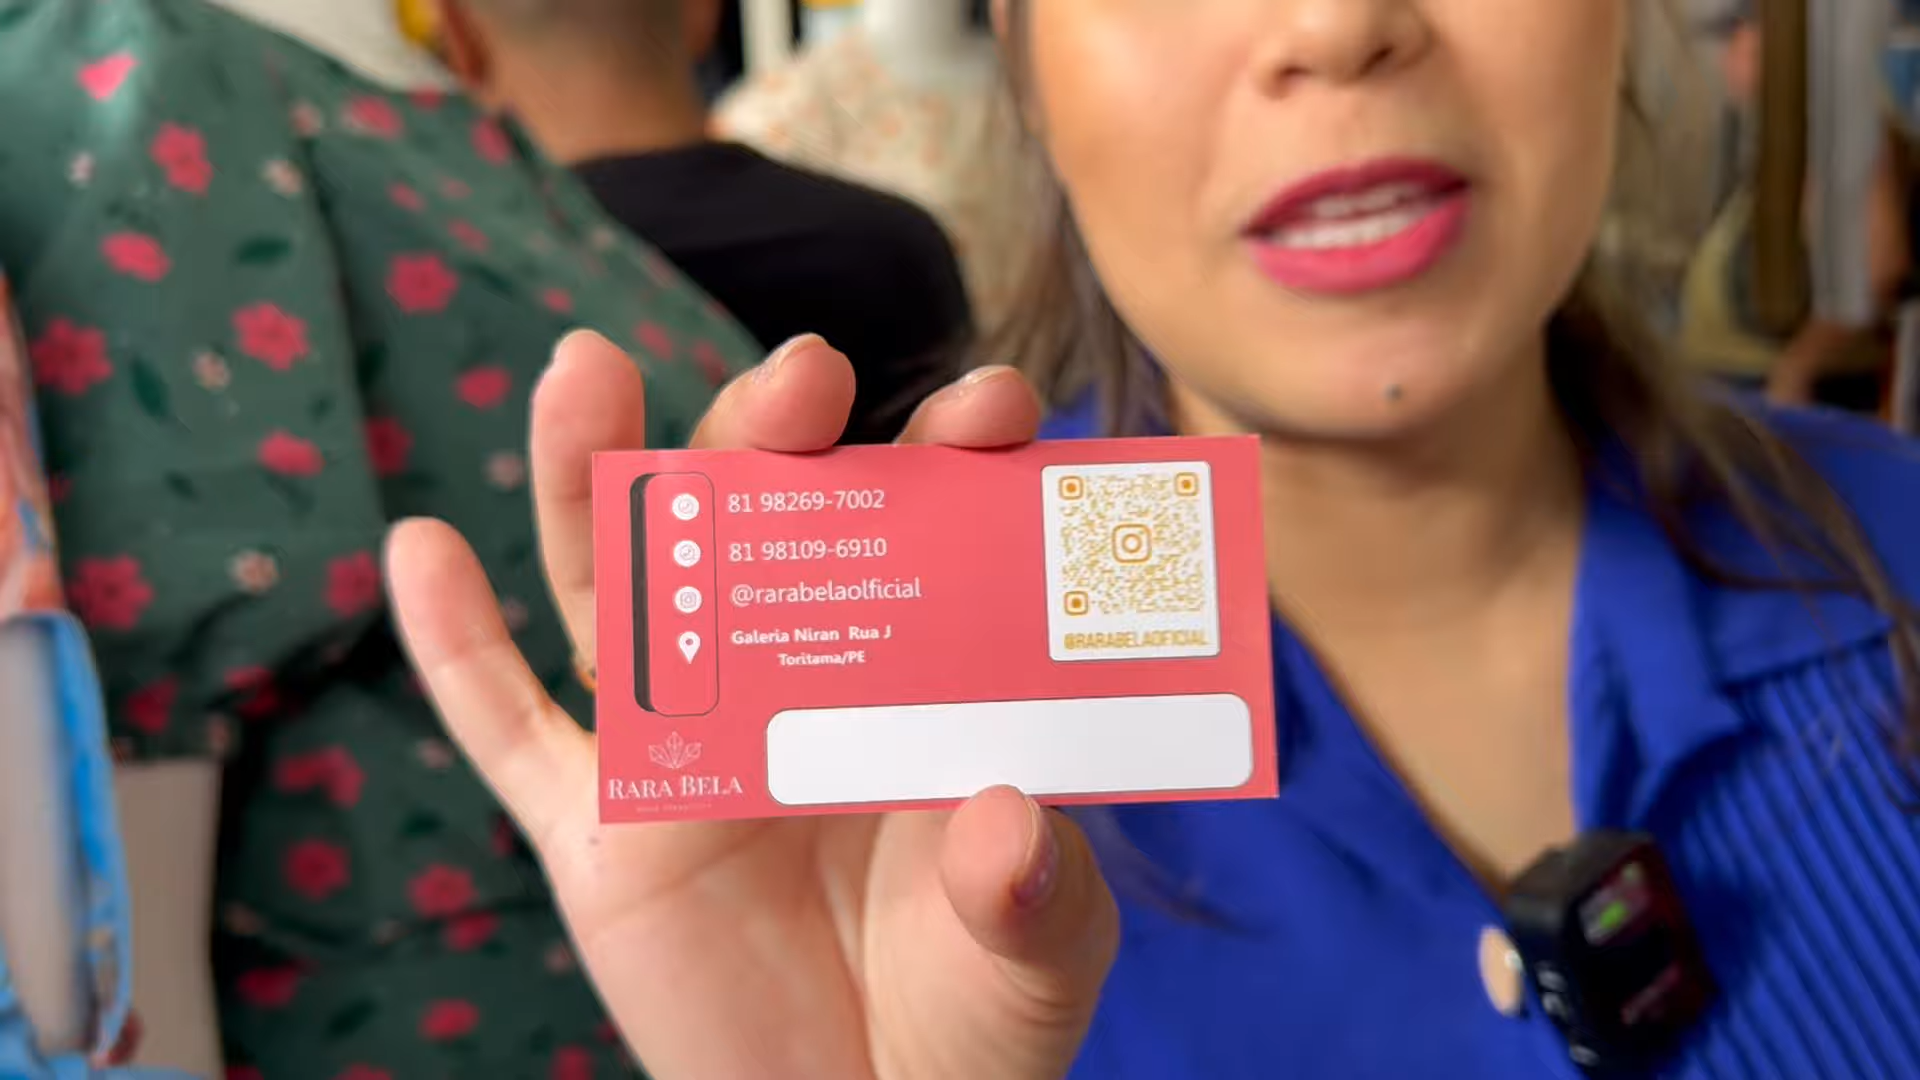 81 98269-7002
81 98109-6910
@rarabelaolficial
Galeria Niran Rua J
Toritama/PE
@RARABELAOFICIAL
RARA BELA